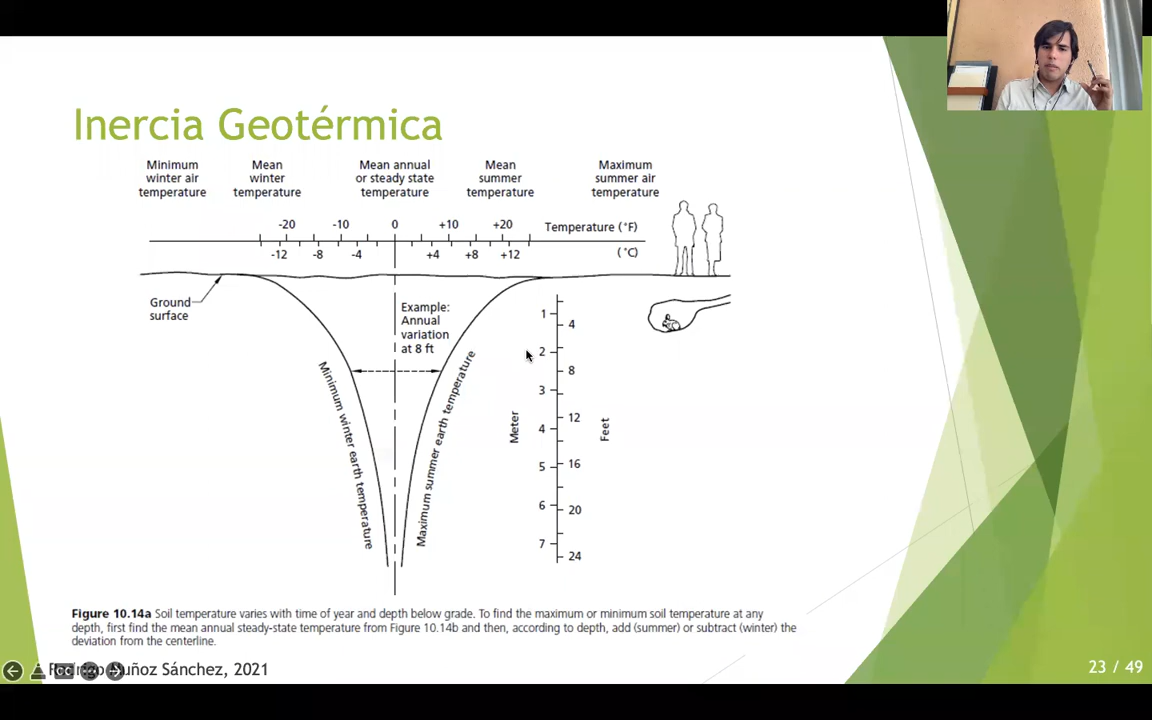 Inercia Geotérmica
Minimum winter air temperature
Mean winter temperature
Mean annual or steady state temperature
Mean summer temperature
Maximum summer air temperature
-20 -10 0 +10 +20 Temperature (°F)
-12 -8 -4 +4 +8 +12 (°C)
Ground surface
Example:
Annual
variation
at 8 ft
Minimum winter earth temperature
Maximum summer earth temperature
Meter
1
2
3
4
5
6
7
4
8
12
16
20
24
Feet
Figure 10.14a Soil temperature varies with time of year and depth below grade. To find the maximum or minimum soil temperature at any
depth, first find the mean annual steady-state temperature from Figure 10.14b and then, according to depth, add (summer) or subtract (winter) the
deviation from the centerline.
Rodrigo Muñoz Sánchez, 2021
23 / 49